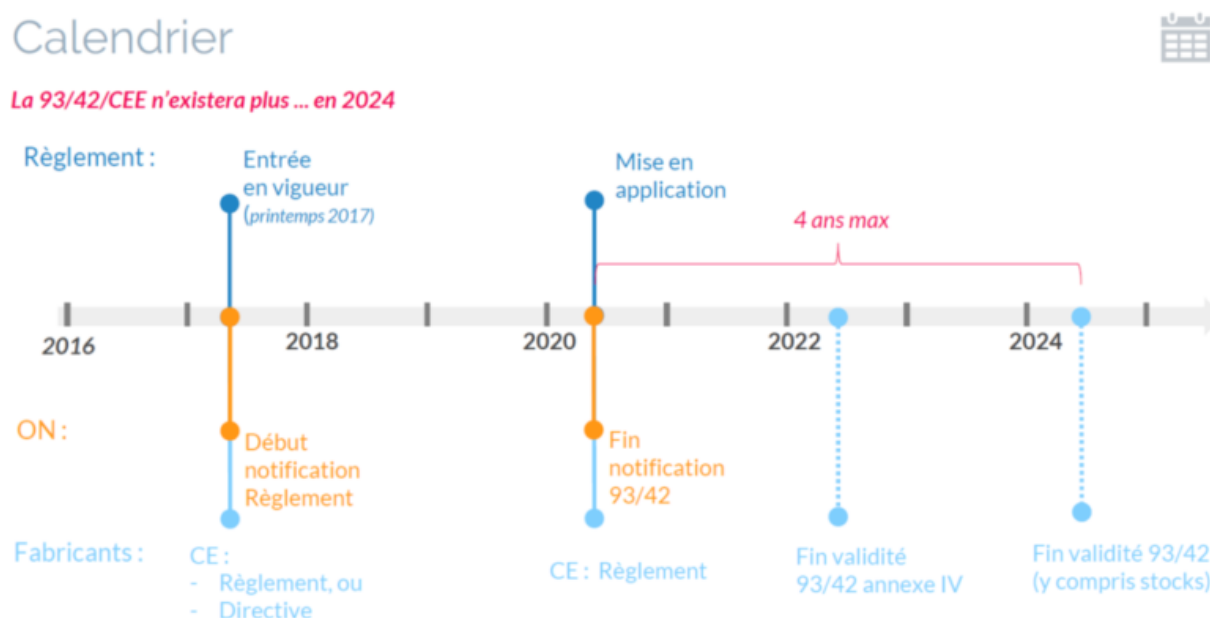 Calendrier
La 93/42/CEE n'existera plus ... en 2024
Règlement :
Entrée
en vigueur
(printemps 2017)
Mise en
application
4 ans max
2016
2018
2020
2022
2024
ON :
Début
notification
Règlement
Fin
notification
93/42
Fabricants :
CE :
- Règlement, ou
- Directive
CE : Règlement
Fin validité
93/42 annexe IV
Fin validité 93/42
(y compris stocks)